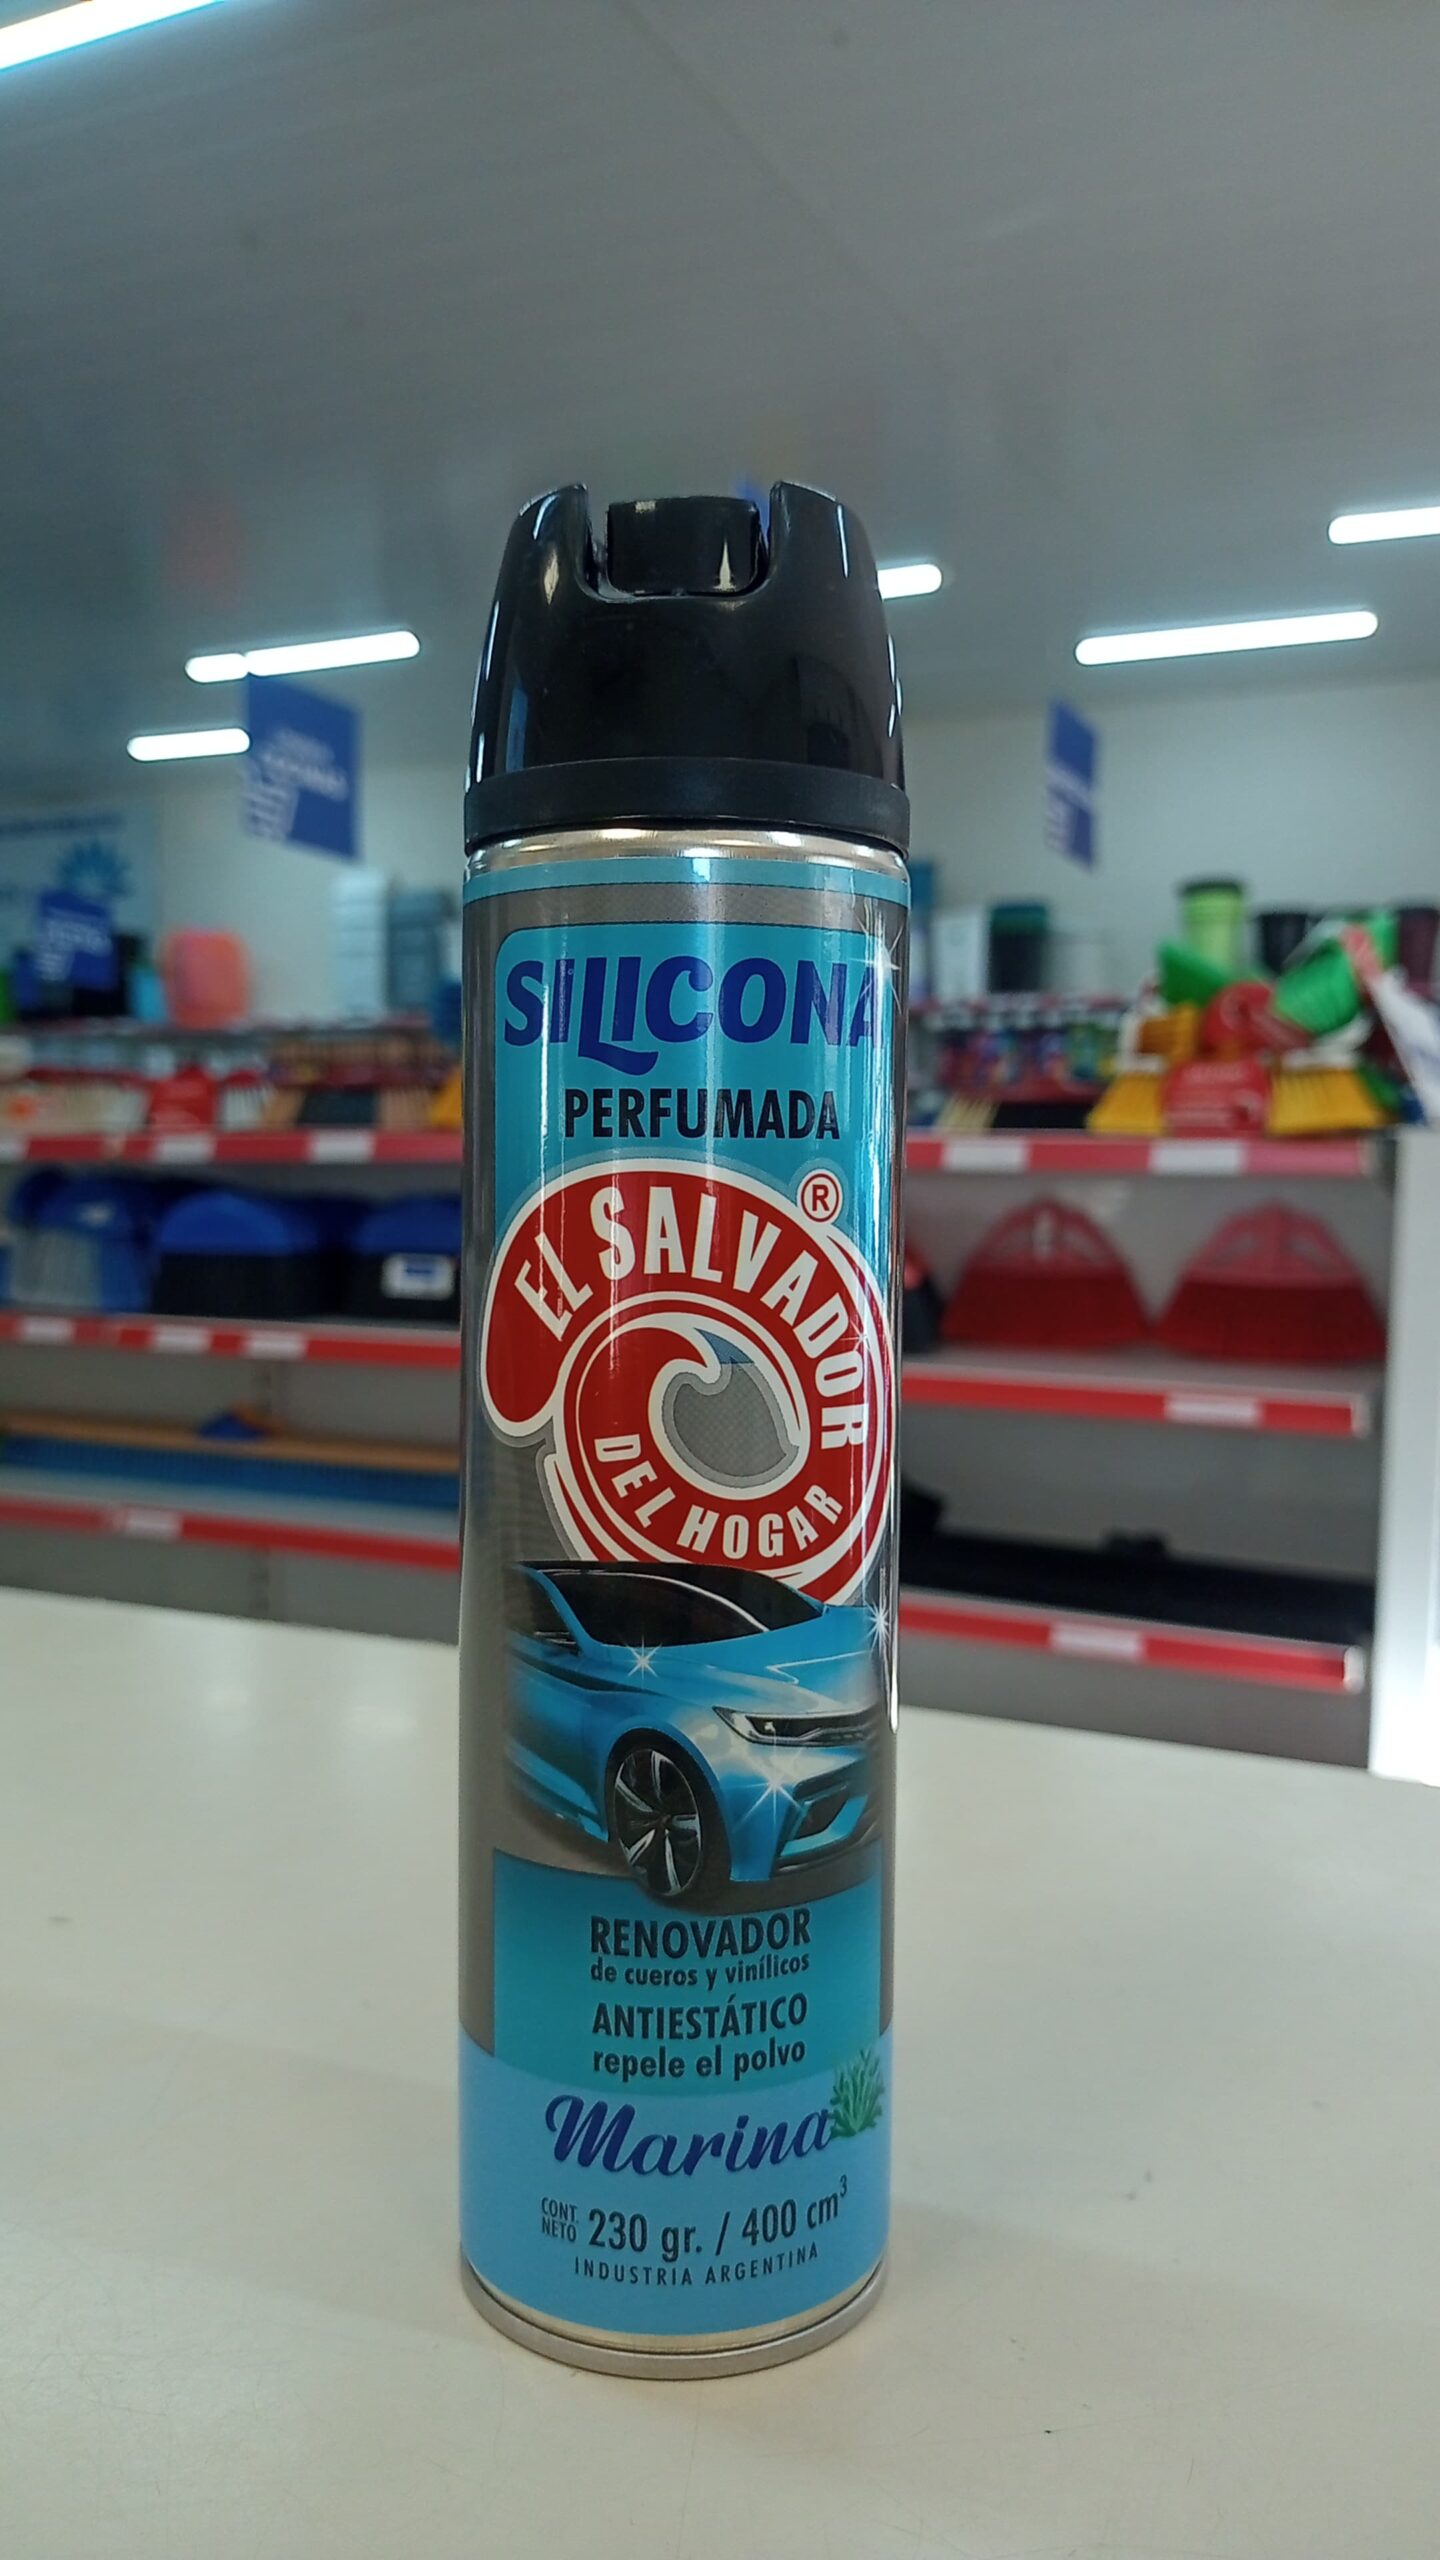 SILICONA
PERFUMADA
EL SALVADOR ®
DEL HOGAR
RENOVADOR
de cueros y vinílicos
ANTIESTÁTICO
repele el polvo
Marina
CONT. NETO 230 gr. / 400 cm³
INDUSTRIA ARGENTINA